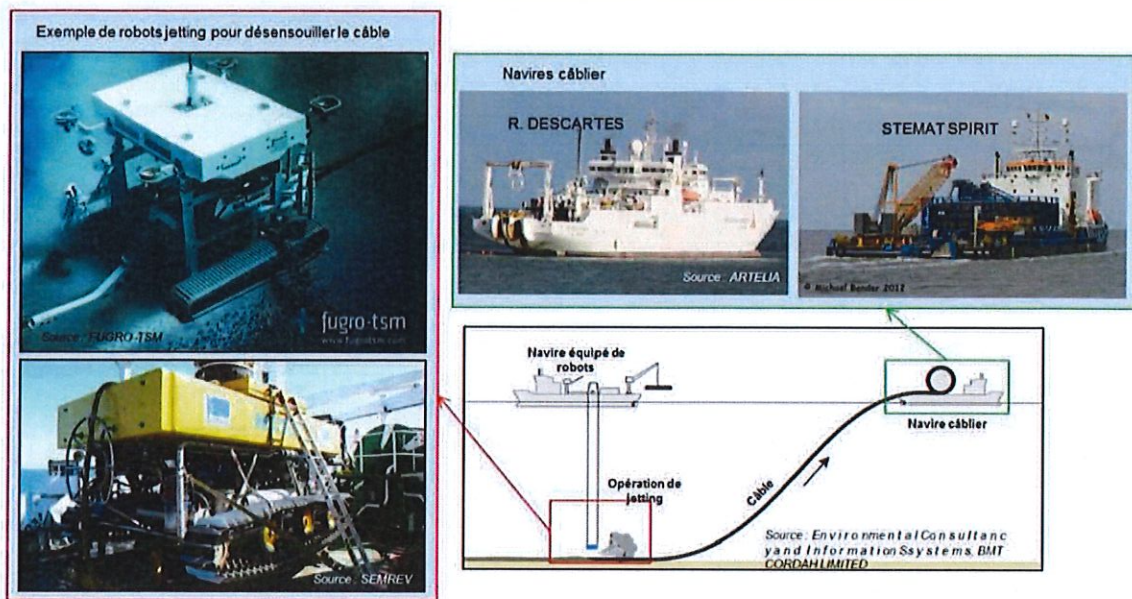 Exemple de robots jetting pour désensouiller le câble
fugro-tsm
www.fugrotsm.com
Source : FUGRO-TSM
Source : SEMREV
Navires câblier
R. DESCARTES
Source : ARTELIA
STEMAT SPIRIT
© Michael Bender 2012
Navire équipé de
robots
Navire câblier
Opération de
jetting
Câble
Source : Environmental Consultanc
yand Information Ssystems, BMT
CORDAH LIMITED